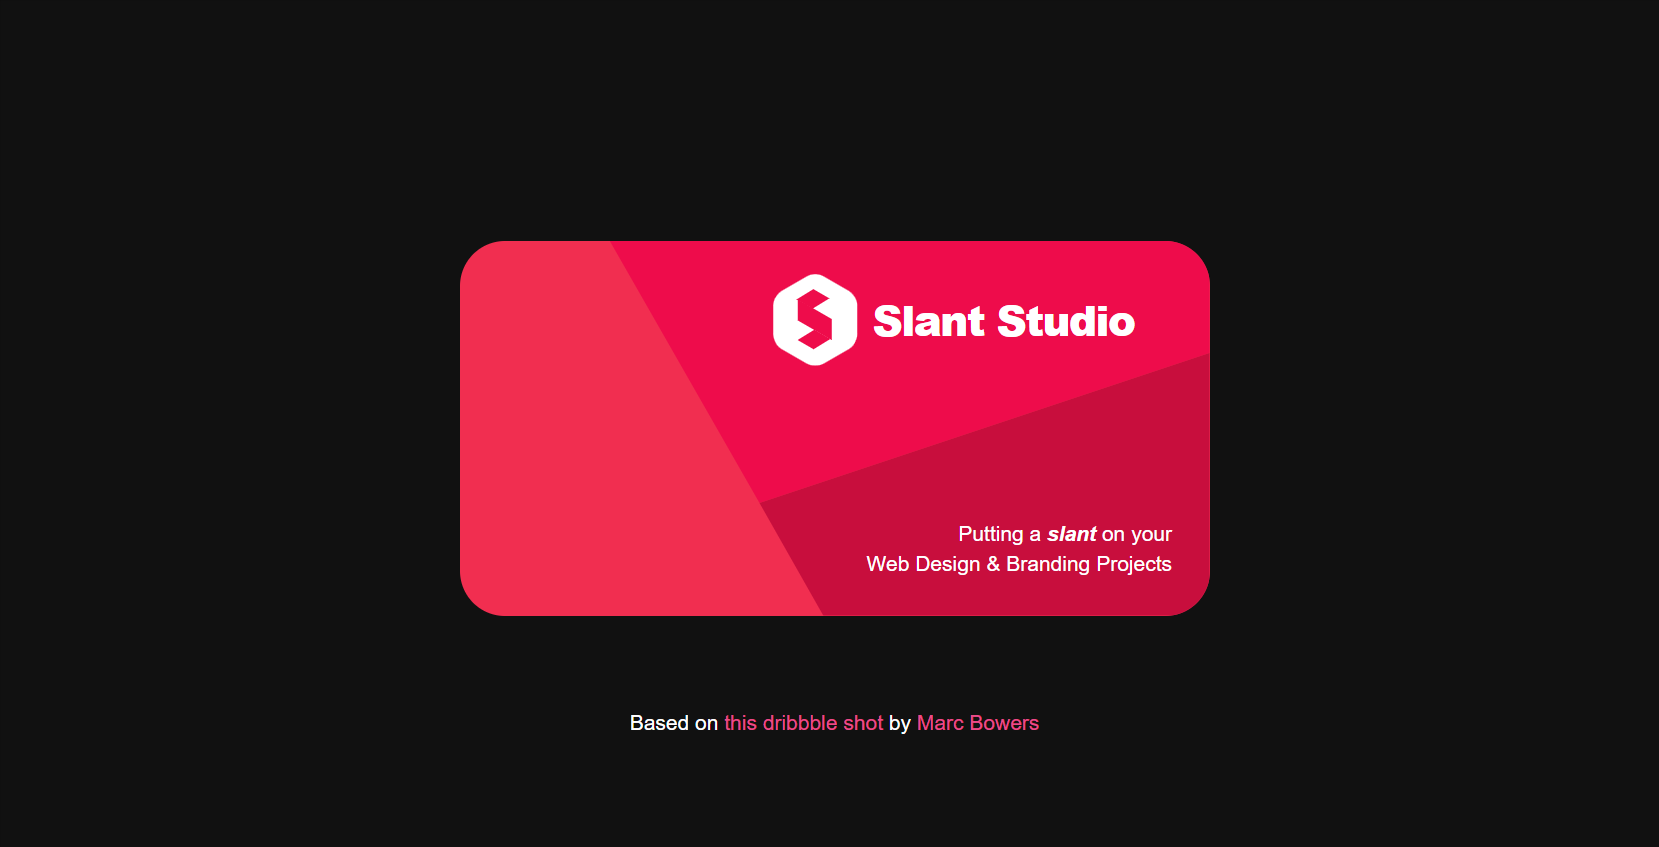 Slant Studio
Putting a slant on your
Web Design & Branding Projects
Based on this dribbble shot by Marc Bowers